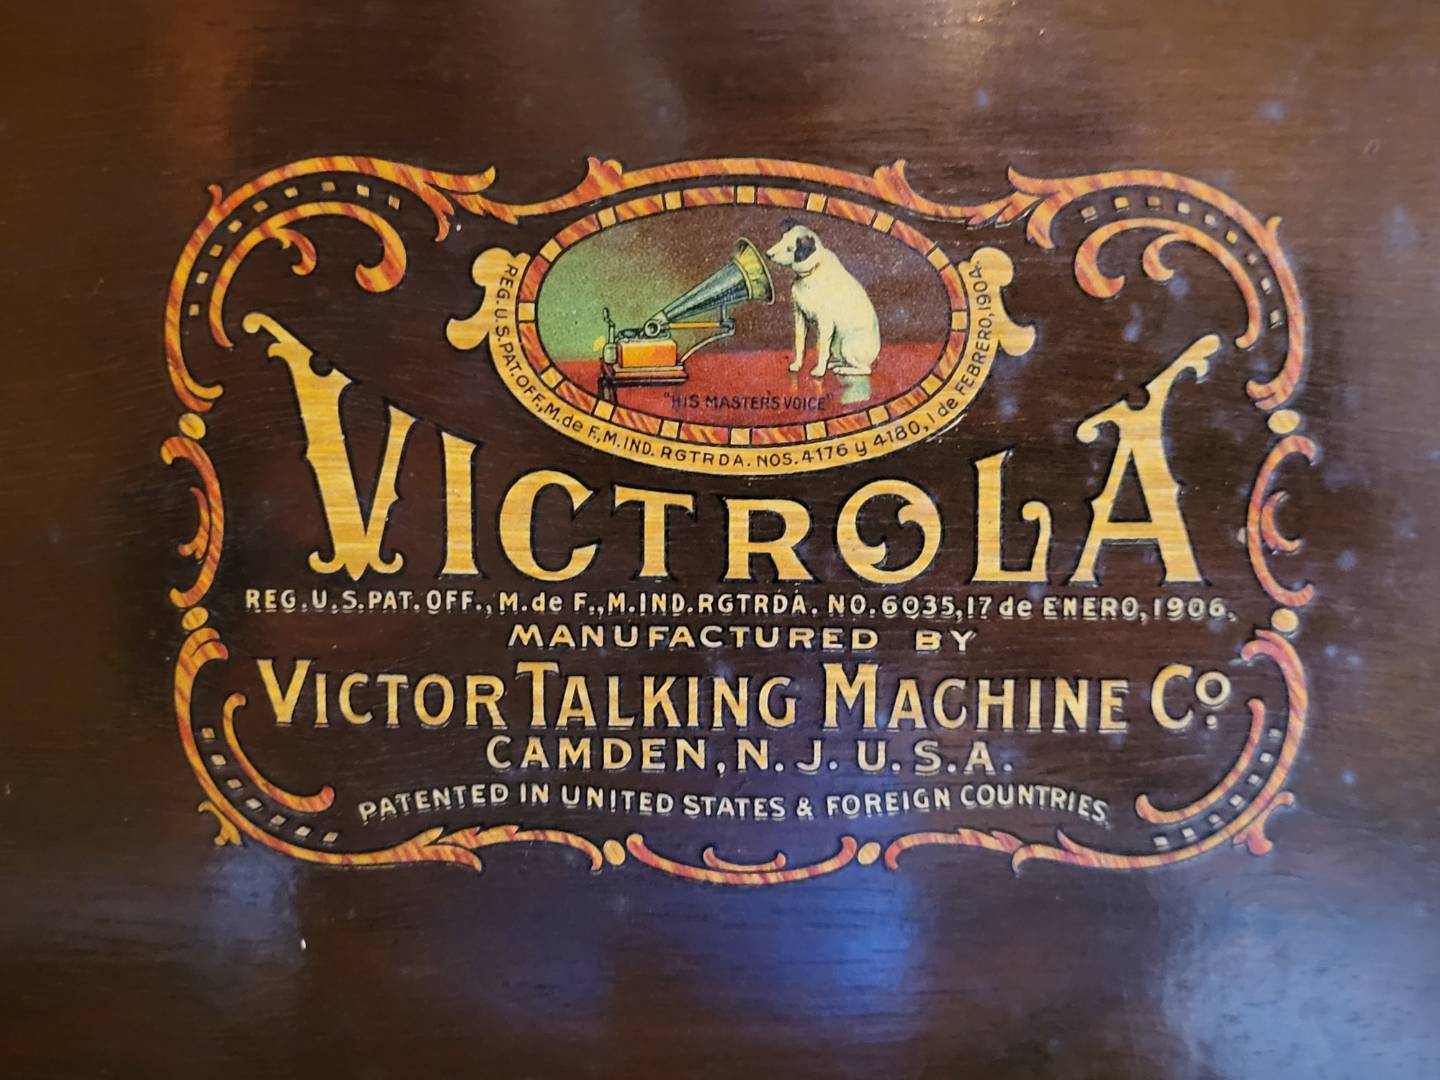 "HIS MASTER'S VOICE"
REG. U.S. PAT. OFF., M. de F., M. IND. RGTRDA. NOS. 4176 y 4180, 1 de FEBRERO, 1904.
VICTROLA
REG. U.S. PAT. OFF., M. de F., M. IND. RGTRDA. NO. 6035, 17 de ENERO, 1906.
MANUFACTURED BY
VICTOR TALKING MACHINE Co.
CAMDEN, N. J. U. S. A.
PATENTED IN UNITED STATES & FOREIGN COUNTRIES